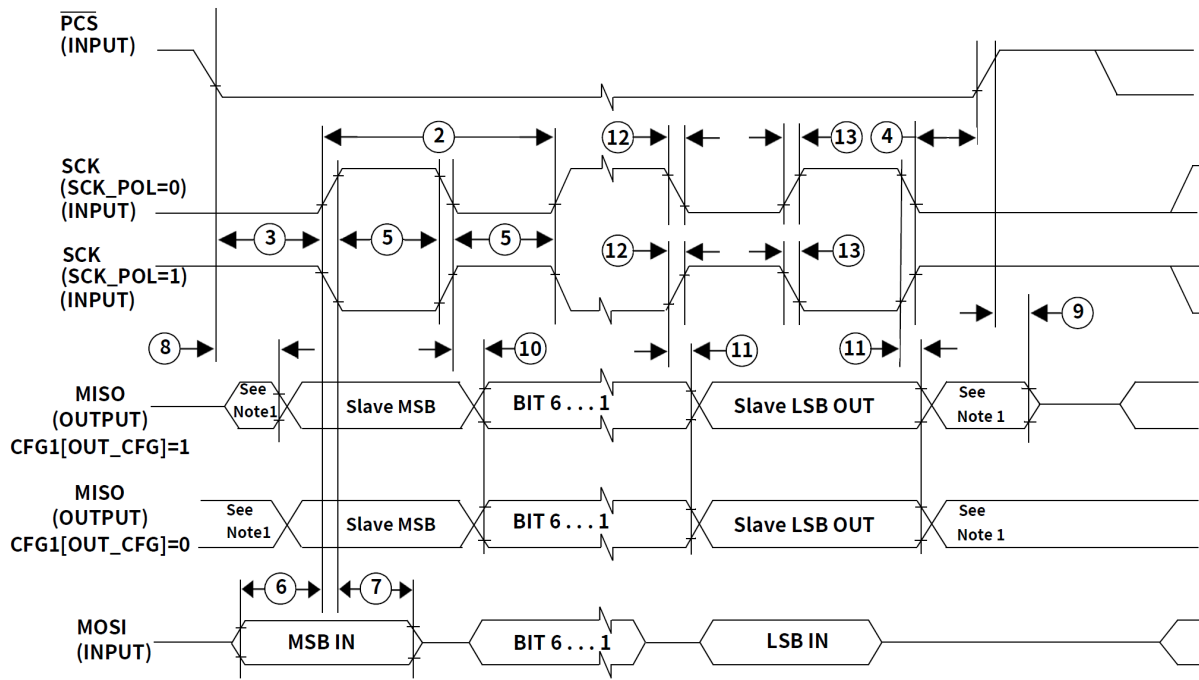 PCS
(INPUT)
2
12
13
4
SCK
(SCK_POL=0)
(INPUT)
3
5
5
SCK
(SCK_POL=1)
(INPUT)
12
13
9
8
10
11
11
MISO
(OUTPUT)
CFG1[OUT_CFG]=1
See
Note1
Slave MSB
BIT 6 . . . 1
Slave LSB OUT
See
Note 1
MISO
(OUTPUT)
CFG1[OUT_CFG]=0
See
Note1
Slave MSB
BIT 6 . . . 1
Slave LSB OUT
See
Note 1
6
7
MOSI
(INPUT)
MSB IN
BIT 6 . . . 1
LSB IN